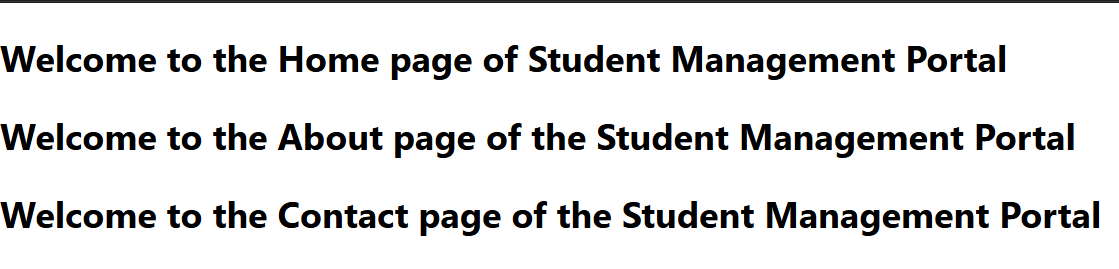 Welcome to the Home page of Student Management Portal
Welcome to the About page of the Student Management Portal
Welcome to the Contact page of the Student Management Portal